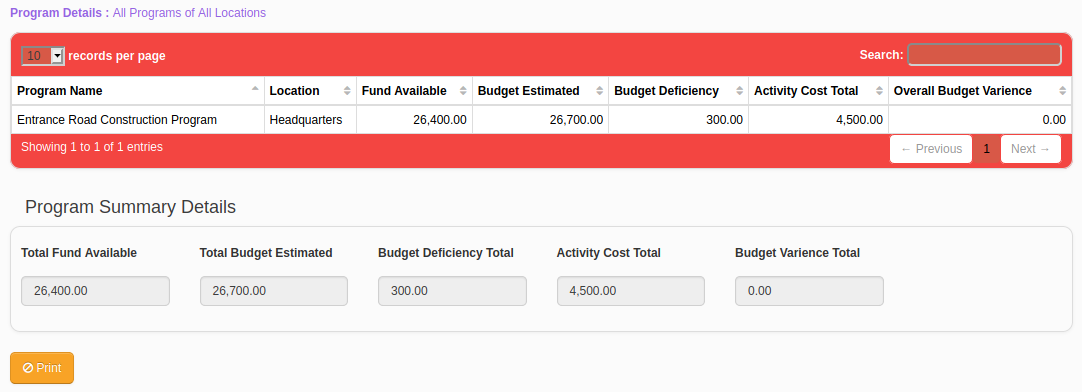 Program Details : All Programs of All Locations
10 records per page Search:
Program Name Location Fund Available Budget Estimated Budget Deficiency Activity Cost Total Overall Budget Varience
Entrance Road Construction Program Headquarters 26,400.00 26,700.00 300.00 4,500.00 0.00
Showing 1 to 1 of 1 entries ← Previous 1 Next →
Program Summary Details
Total Fund Available Total Budget Estimated Budget Deficiency Total Activity Cost Total Budget Varience Total
26,400.00 26,700.00 300.00 4,500.00 0.00
Print